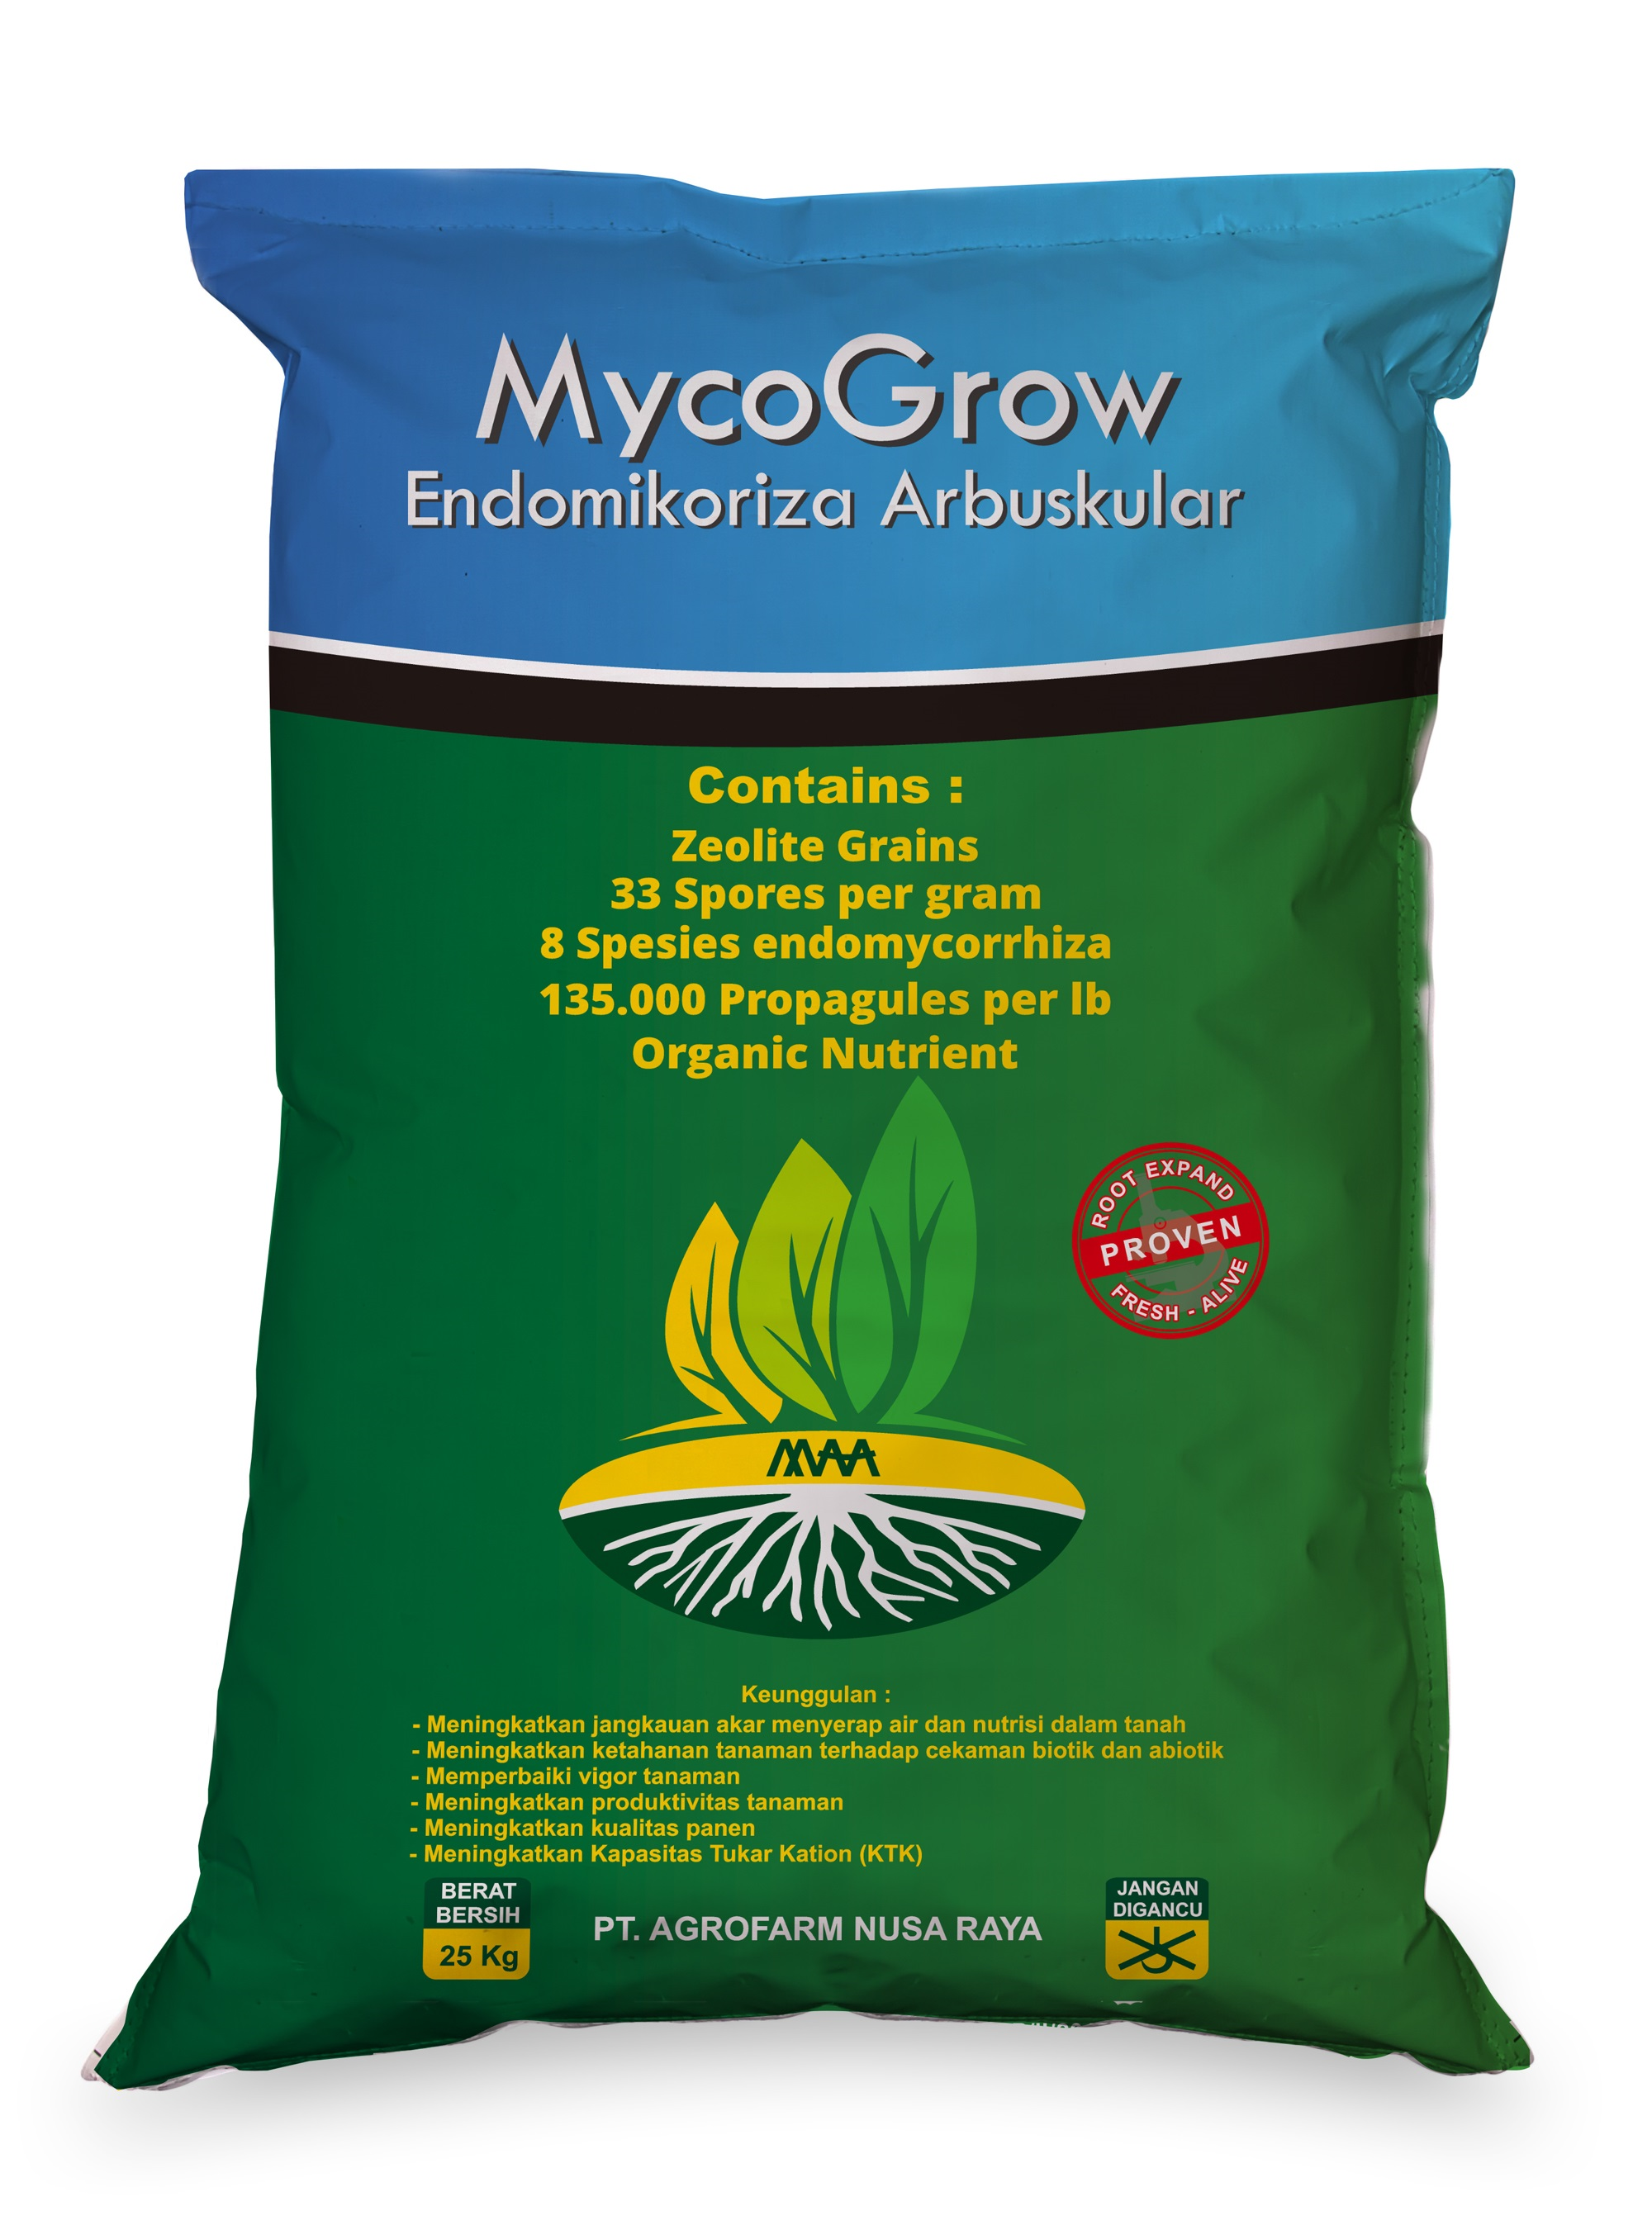 MycoGrow
Endomikoriza Arbuskular
Contains :
Zeolite Grains
33 Spores per gram
8 Spesies endomycorrhiza
135.000 Propagules per lb
Organic Nutrient
ROOT EXPAND
PROVEN
FRESH - ALIVE
MAA
Keunggulan :
- Meningkatkan jangkauan akar menyerap air dan nutrisi dalam tanah
- Meningkatkan ketahanan tanaman terhadap cekaman biotik dan abiotik
- Memperbaiki vigor tanaman
- Meningkatkan produktivitas tanaman
- Meningkatkan kualitas panen
- Meningkatkan Kapasitas Tukar Kation (KTK)
BERAT
BERSIH
25 Kg
PT. AGROFARM NUSA RAYA
JANGAN
DIGANCU